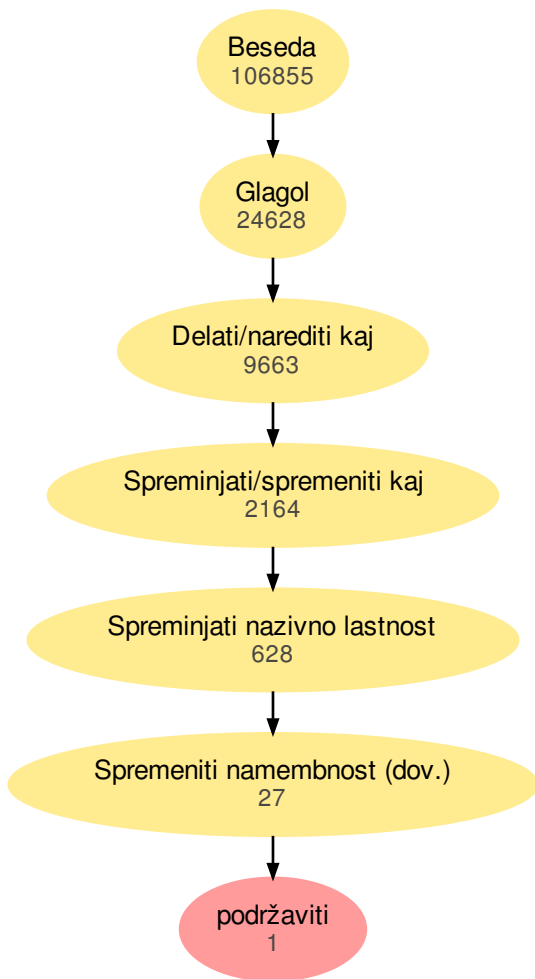 Beseda
106855
Glagol
24628
Delati/narediti kaj
9663
Spreminjati/spremeniti kaj
2164
Spreminjati nazivno lastnost
628
Spremeniti namembnost (dov.)
27
podržaviti
1